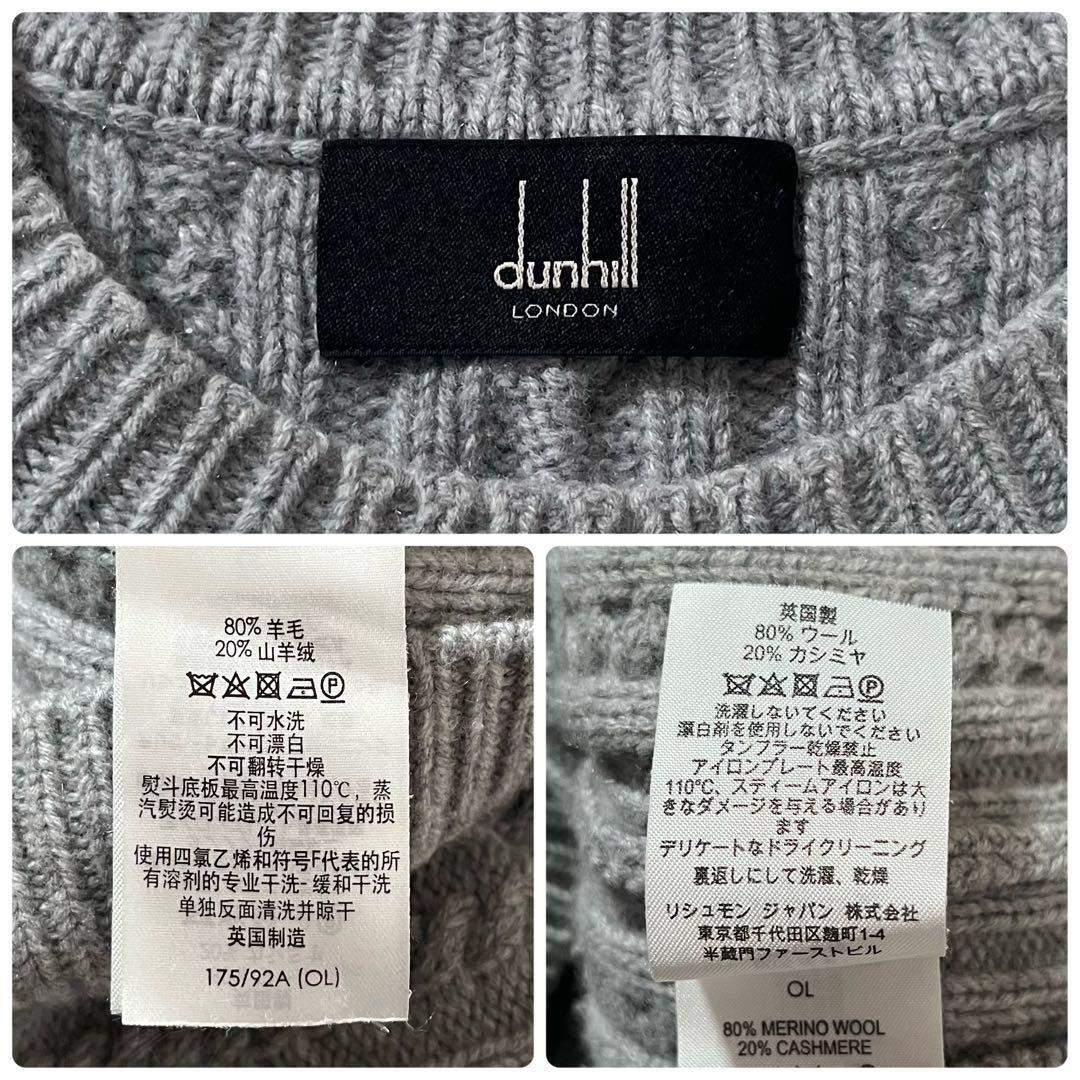 dunhill
LONDON
80% 羊毛
20% 山羊绒
不可水洗
不可漂白
不可翻转干燥
熨斗底板最高温度110℃，蒸
汽熨烫可能造成不可回复的损
伤
使用四氯乙烯和符号F代表的所
有溶剂的专业干洗-缓和干洗
单独反面清洗并晾干
英国制造
175/92A (OL)
英国製
80% ウール
20% カシミヤ
洗濯しないてください
漂白剤を使用しないでください
タンブラー乾燥禁止
アイロンプレート最高温度
110℃、スティームアイロンは大
きなダメージを与える場合があり
ます
デリケートなドライクリーニング
裏返しにして洗濯、乾燥
リシュモン ジャパン 株式会社
東京都千代田区麹町1-4
半蔵門ファーストビル
OL
80% MERINO WOOL
20% CASHMERE